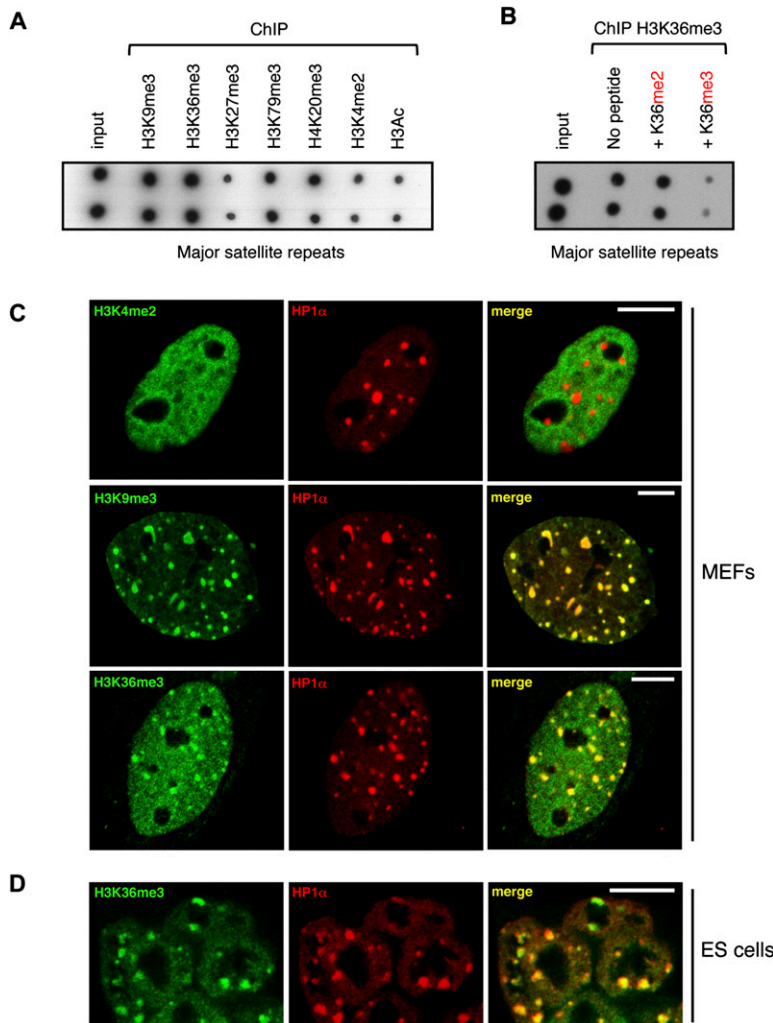 A
ChIP
input
H3K9me3
H3K36me3
H3K27me3
H3K79me3
H4K20me3
H3K4me2
H3Ac
Major satellite repeats
B
ChIP H3K36me3
input
No peptide
+ K36me2
+ K36me3
Major satellite repeats
C
H3K4me2
HP1α
merge
H3K9me3
HP1α
merge
H3K36me3
HP1α
merge
MEFs
D
H3K36me3
HP1α
merge
ES cells